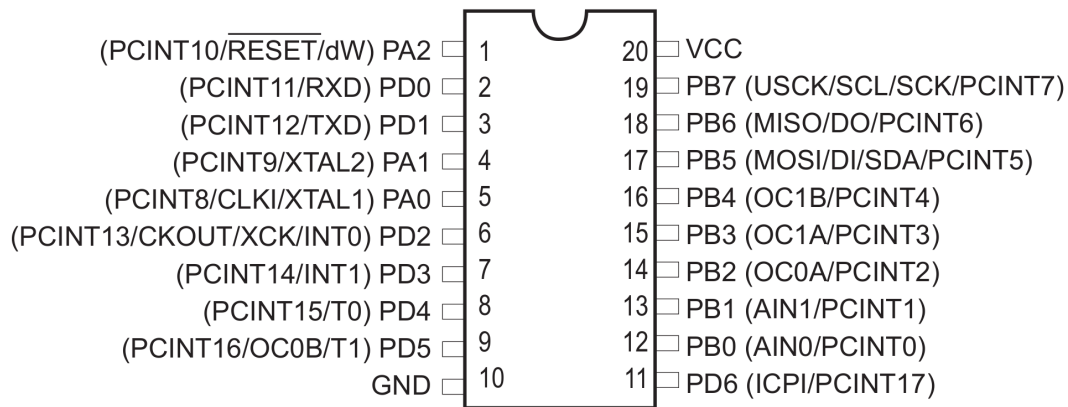 (PCINT10/RESET/dW) PA2 1 20 VCC
(PCINT11/RXD) PD0 2 19 PB7 (USCK/SCL/SCK/PCINT7)
(PCINT12/TXD) PD1 3 18 PB6 (MISO/DO/PCINT6)
(PCINT9/XTAL2) PA1 4 17 PB5 (MOSI/DI/SDA/PCINT5)
(PCINT8/CLKI/XTAL1) PA0 5 16 PB4 (OC1B/PCINT4)
(PCINT13/CKOUT/XCK/INT0) PD2 6 15 PB3 (OC1A/PCINT3)
(PCINT14/INT1) PD3 7 14 PB2 (OC0A/PCINT2)
(PCINT15/T0) PD4 8 13 PB1 (AIN1/PCINT1)
(PCINT16/OC0B/T1) PD5 9 12 PB0 (AIN0/PCINT0)
GND 10 11 PD6 (ICPI/PCINT17)